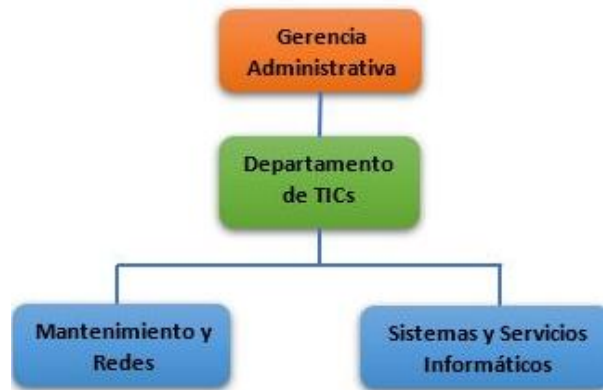 Gerencia
Administrativa
Departamento
de TICs
Mantenimiento y
Redes
Sistemas y Servicios
Informáticos